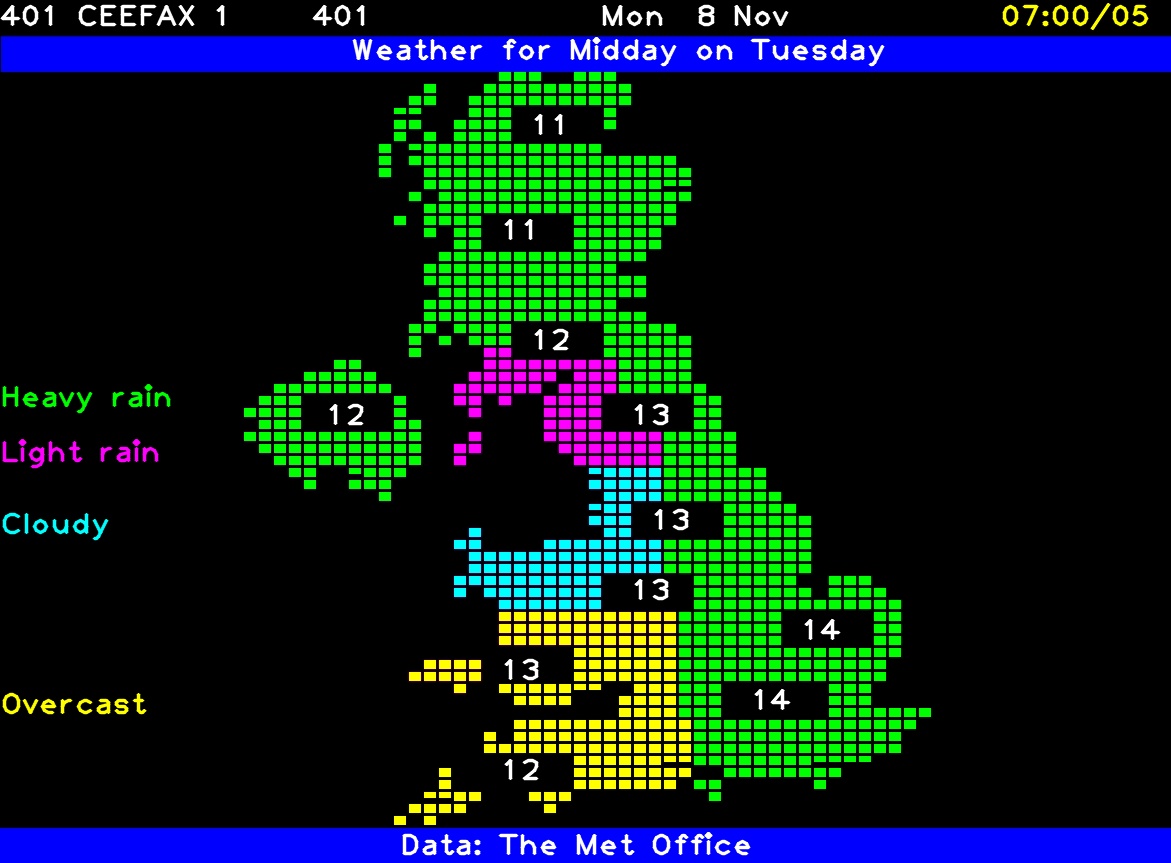 401 CEEFAX 1 401 Mon 8 Nov 07:00/05
Weather for Midday on Tuesday
11
11
12
Heavy rain
12 13
Light rain
Cloudy
13
13
14
13
Overcast
14
12
Data: The Met Office